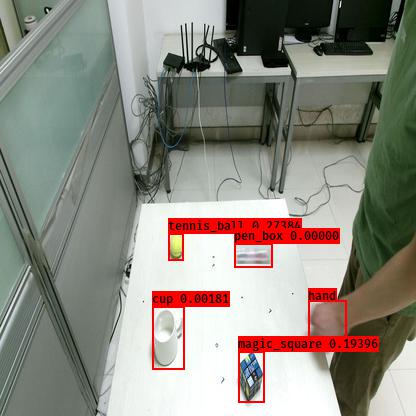 tennis_ball 0.27384
pen_box 0.00000
cup 0.00181
hand
magic_square 0.19396